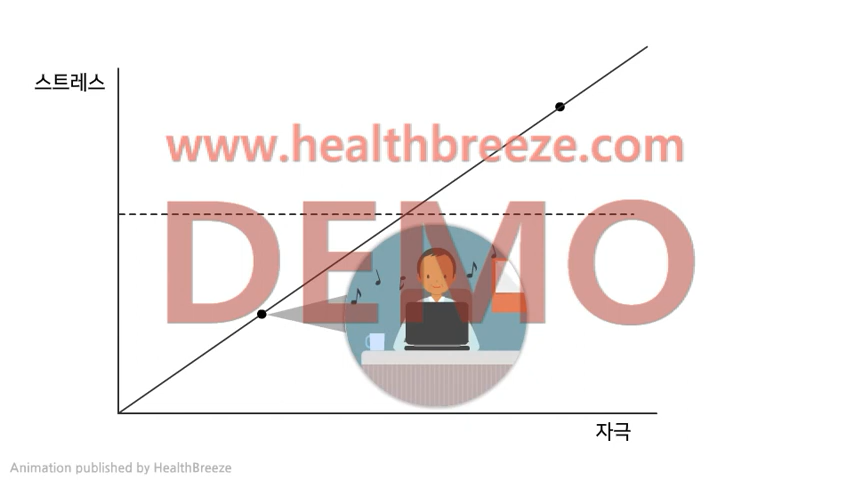 스트레스
www.healthbreeze.com
DEMO
자극
Animation published by HealthBreeze